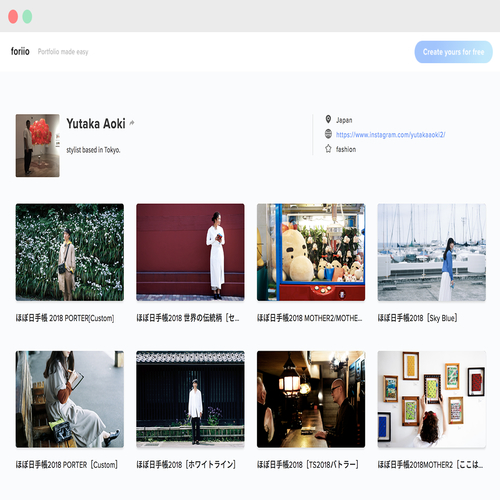 foriio Portfolio made easy
Create yours for free
Yutaka Aoki
stylist based in Tokyo.
Japan
https://www.instagram.com/yutakaaoki2/
fashion
ほぼ日手帳 2018 PORTER[Custom]
ほぼ日手帳2018 世界の伝統柄［セ...
ほぼ日手帳2018 MOTHER2/MOTHE...
ほぼ日手帳2018［Sky Blue］
ほぼ日手帳2018 PORTER［Custom］
ほぼ日手帳2018［ホワイトライン］
ほぼ日手帳2018［TS2018バトラー］
ほぼ日手帳2018MOTHER2［ここは...